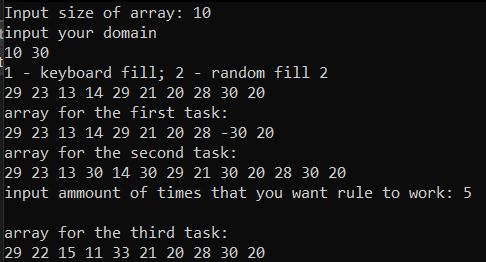 Input size of array: 10
input your domain
10 30
1 - keyboard fill; 2 - random fill 2
29 23 13 14 29 21 20 28 30 20
array for the first task:
29 23 13 14 29 21 20 28 -30 20
array for the second task:
29 23 13 30 14 30 29 21 30 20 28 30 20
input ammount of times that you want rule to work: 5
array for the third task:
29 22 15 11 33 21 20 28 30 20